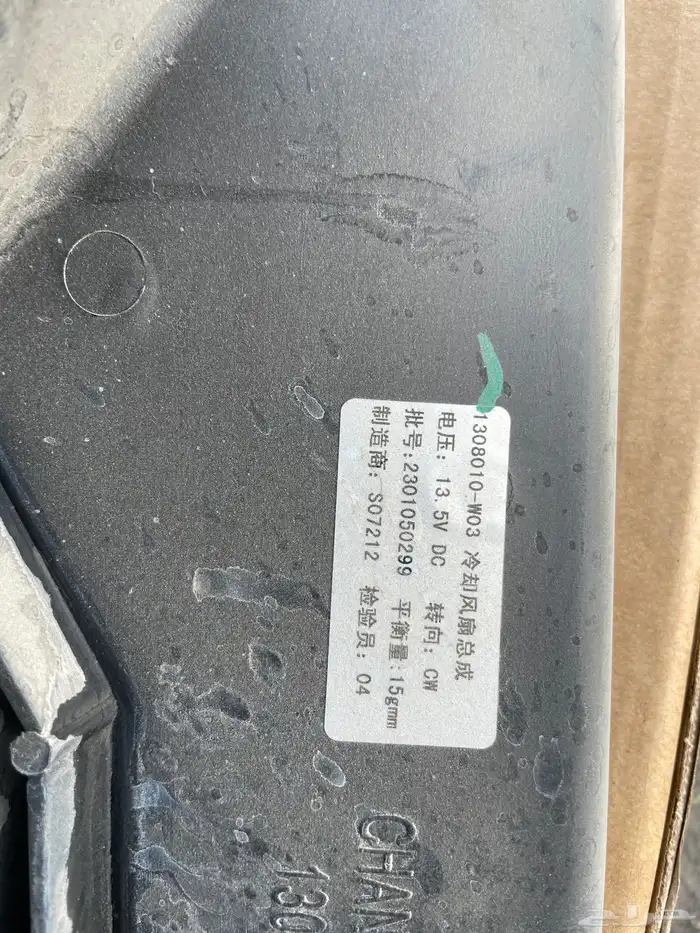 1308010-W03 冷却风扇总成
电压: 13.5V DC 转向: CW
批号:2301050299 平衡量:15gmm
制造商: S07212 检验员: 04
CHAN
130
حراج